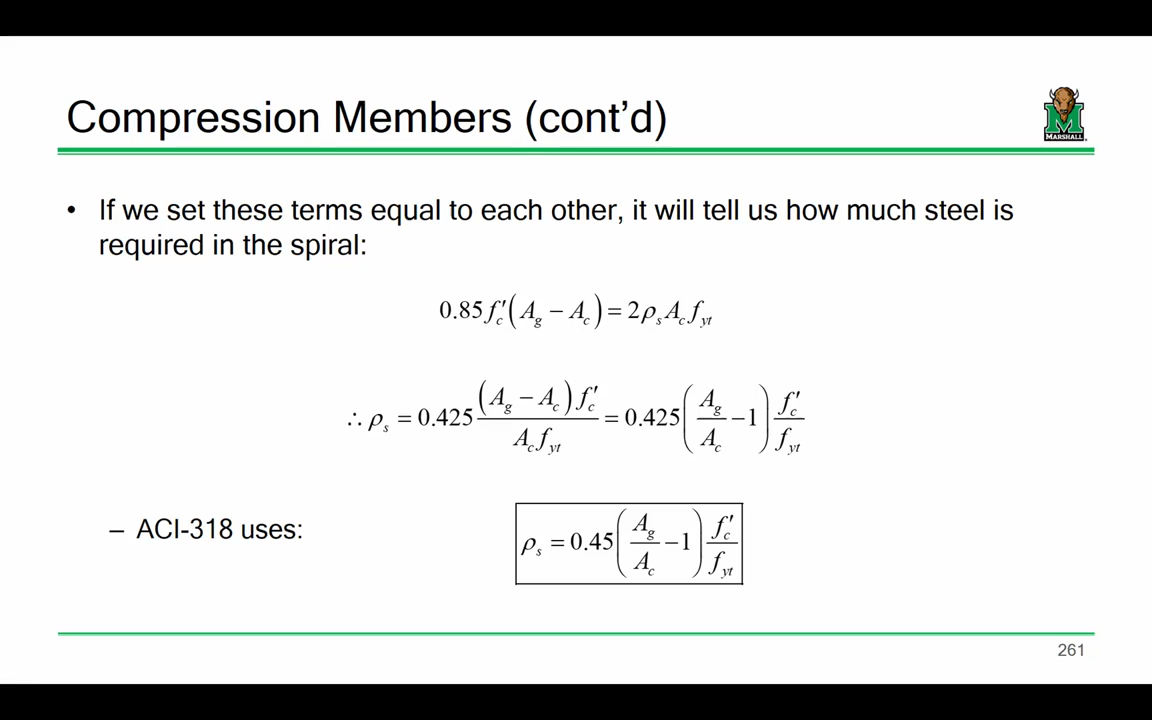 Compression Members (cont'd)
MARSHALL
• If we set these terms equal to each other, it will tell us how much steel is
required in the spiral:
0.85f′c(Ag − Ac) = 2ρsAcfyt
∴ ρs = 0.425 (Ag − Ac)f′c / Acfyt = 0.425 (Ag/Ac − 1) f′c/fyt
– ACI-318 uses: ρs = 0.45 (Ag/Ac − 1) f′c/fyt
261